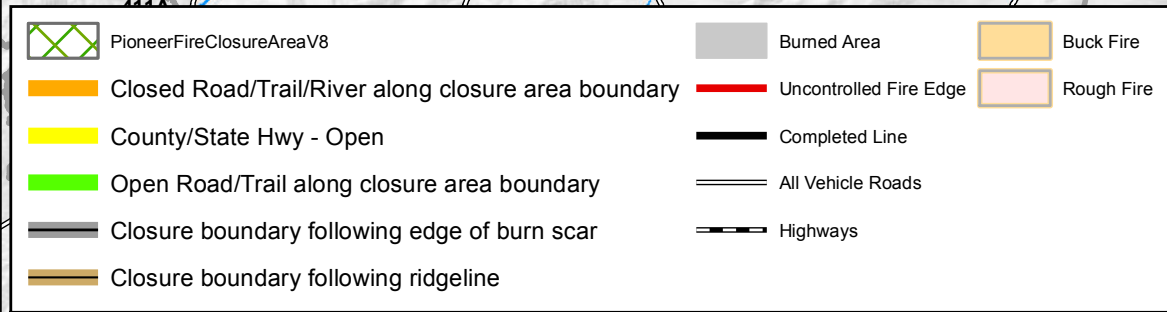 411A
PioneerFireClosureAreaV8
Closed Road/Trail/River along closure area boundary
County/State Hwy - Open
Open Road/Trail along closure area boundary
Closure boundary following edge of burn scar
Closure boundary following ridgeline
Burned Area
Uncontrolled Fire Edge
Completed Line
All Vehicle Roads
Highways
Buck Fire
Rough Fire